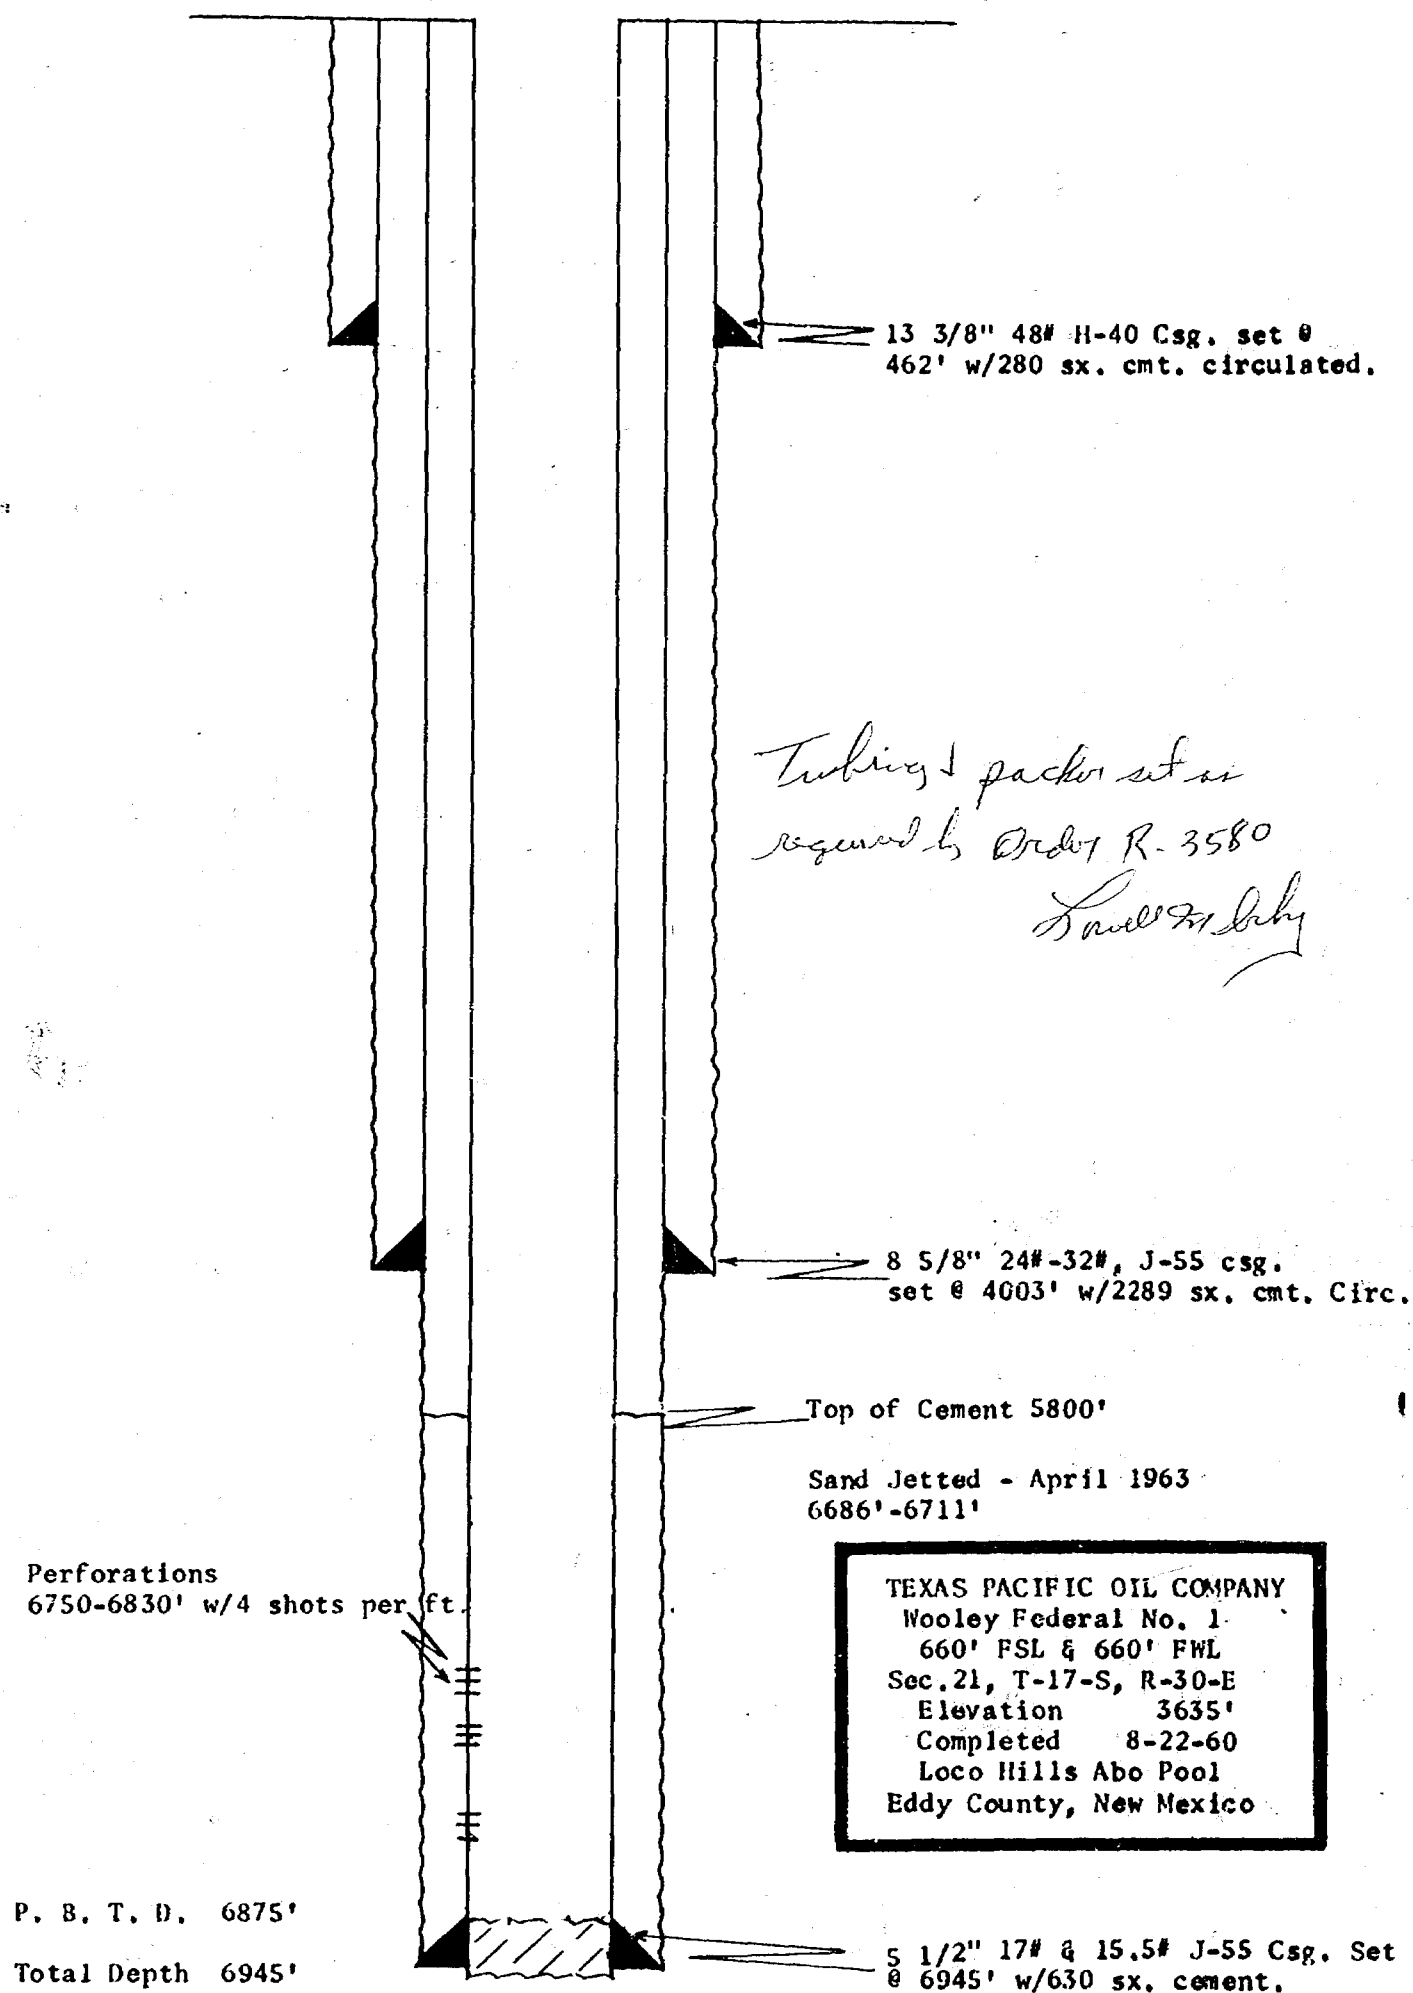 13 3/8" 48# H-40 Csg. set @
462' w/280 sx. cmt. circulated.
Tubing & packer set as
required by Order R-3580
8 5/8" 24#-32#, J-55 csg.
set @ 4003' w/2289 sx. cmt. Circ.
Top of Cement 5800'
Sand Jetted - April 1963
6686'-6711'
Perforations
6750-6830' w/4 shots per ft.
TEXAS PACIFIC OIL COMPANY
Wooley Federal No. 1
660' FSL & 660' FWL
Sec.21, T-17-S, R-30-E
Elevation 3635'
Completed 8-22-60
Loco Hills Abo Pool
Eddy County, New Mexico
P. B. T. D. 6875'
Total Depth 6945'
5 1/2" 17# & 15.5# J-55 Csg. Set
@ 6945' w/630 sx. cement.